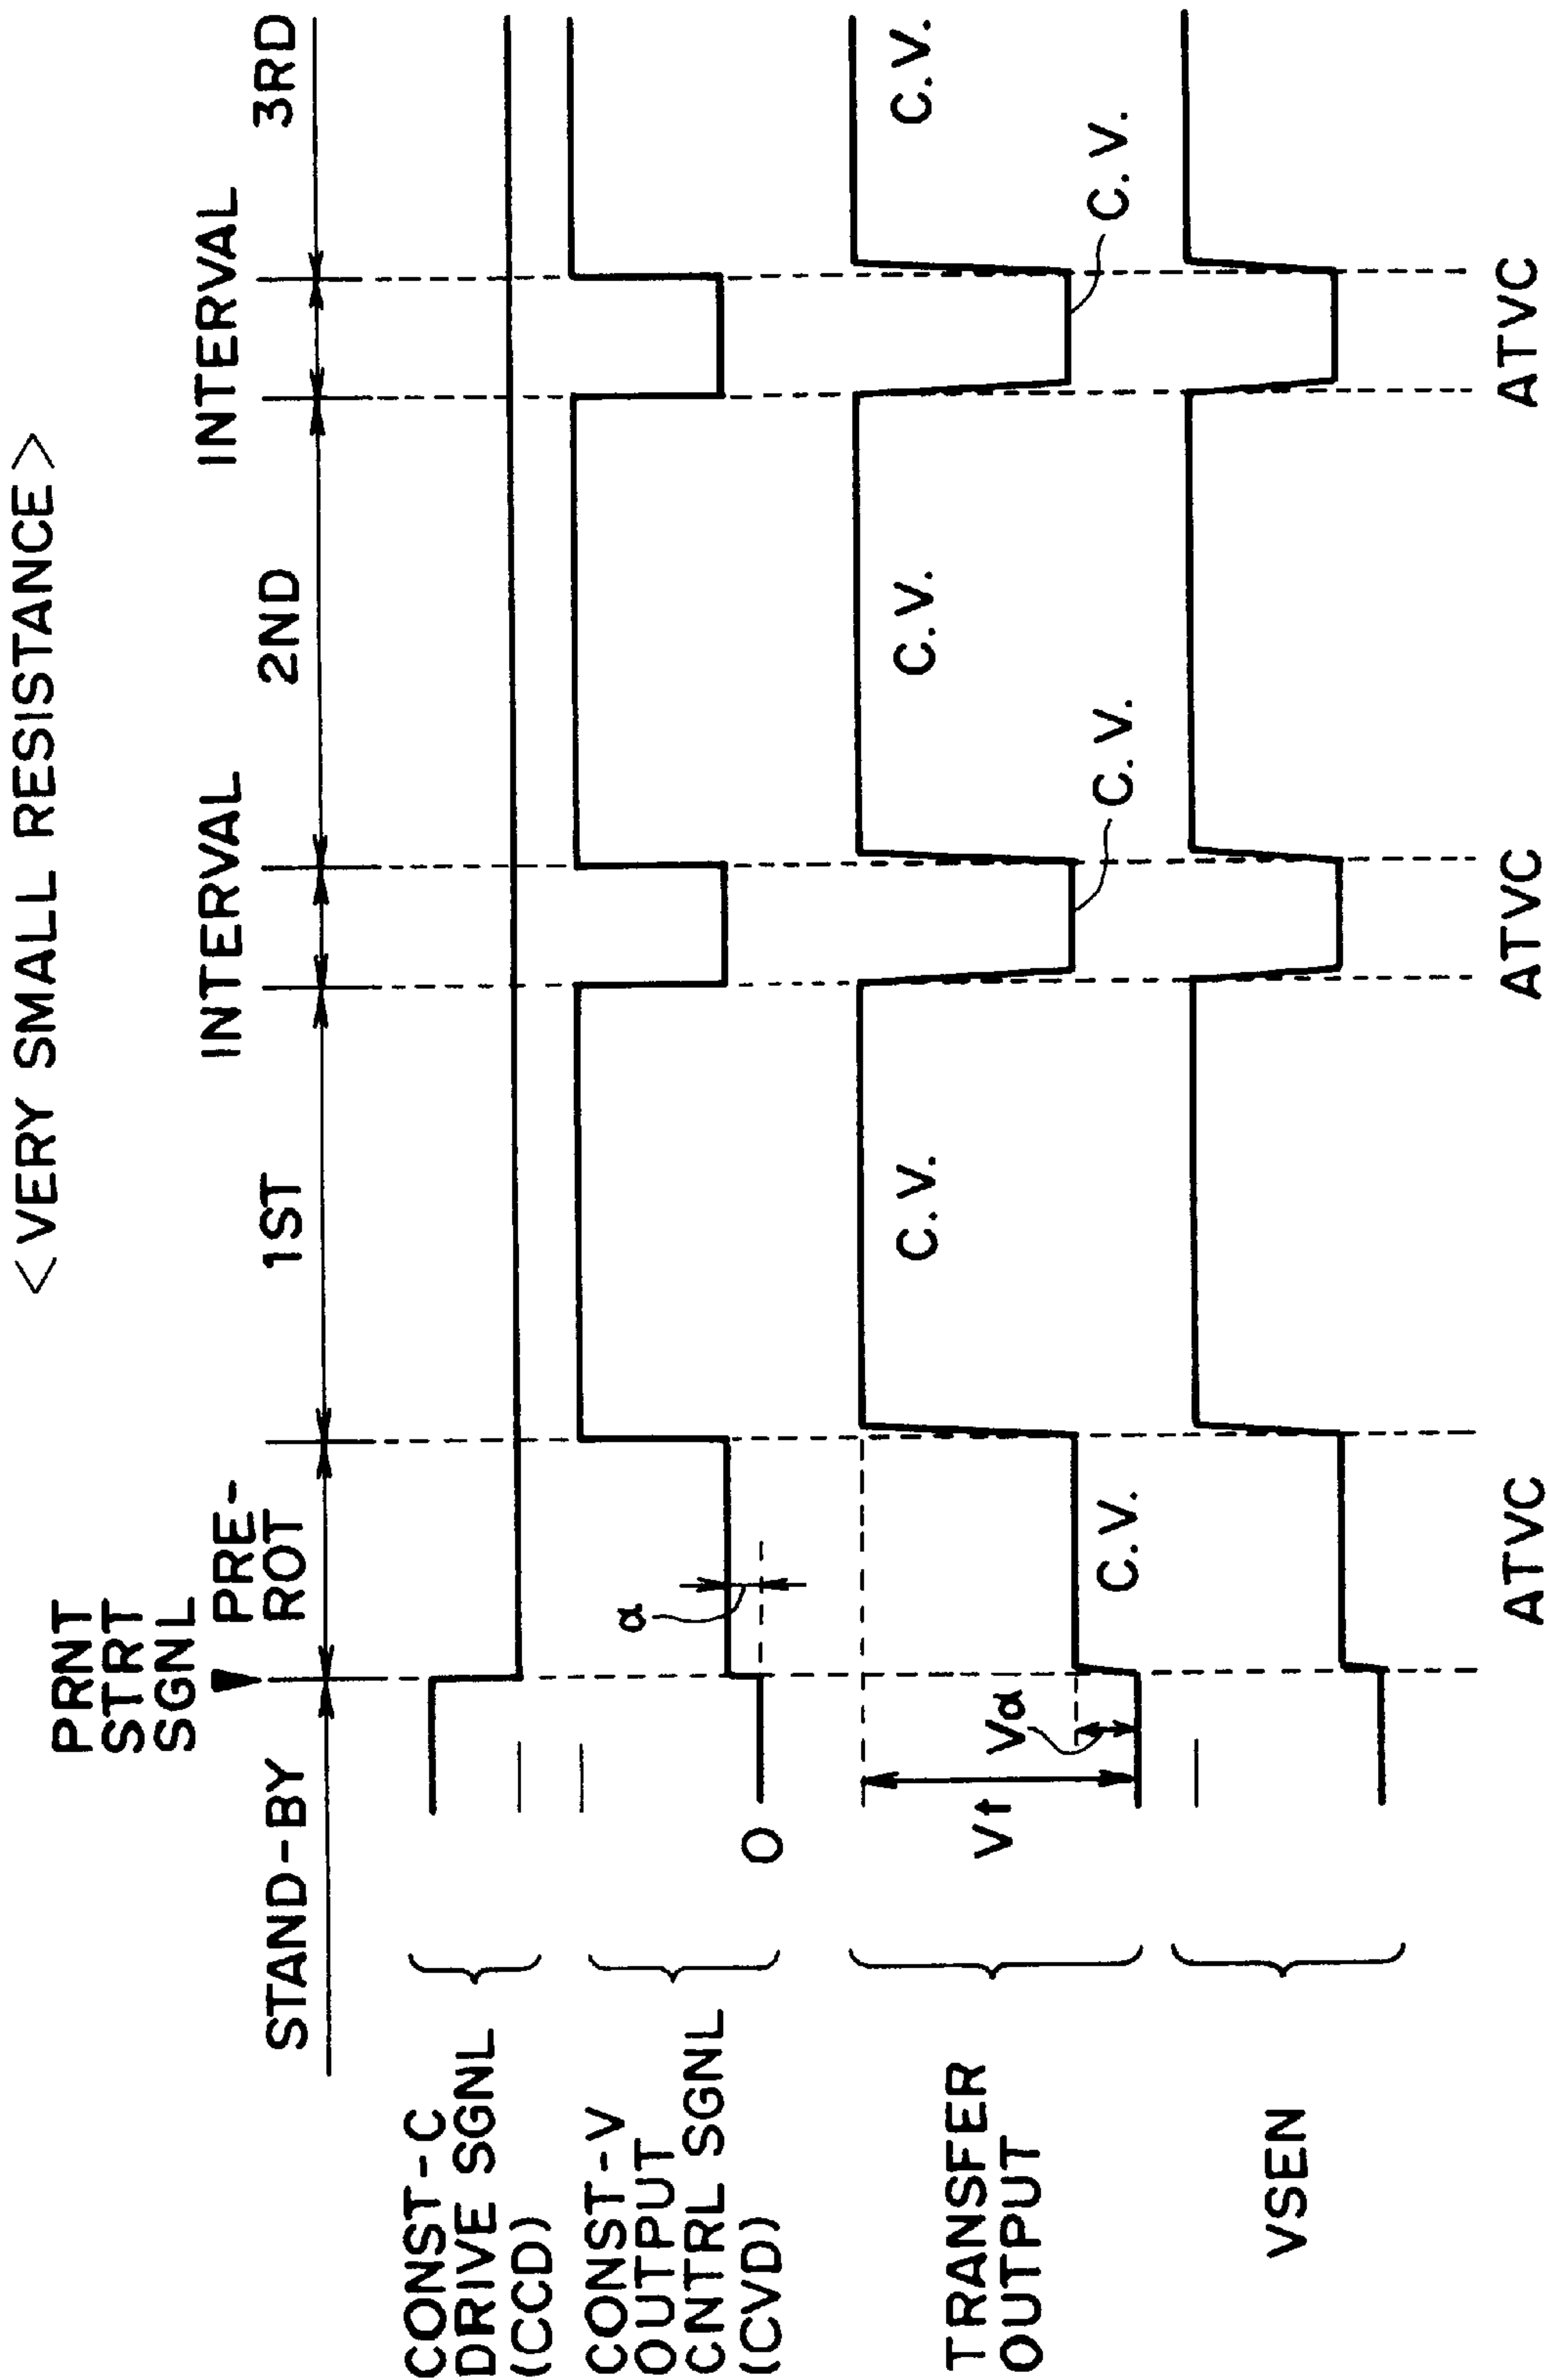 <VERY SMALL RESISTANCE>
PRNT
STRT
SGNL
STAND-BY
PRE-
ROT
1ST
INTERVAL
2ND
INTERVAL
3RD
CONST-C
DRIVE SGNL
(CCD)
CONST-V
OUTPUT
CNTRL SGNL
(CVD)
0
α
TRANSFER
OUTPUT
Vt
Vα
C.V.
C.V.
C.V.
C.V.
C.V.
C.V.
VSEN
ATVC
ATVC
ATVC